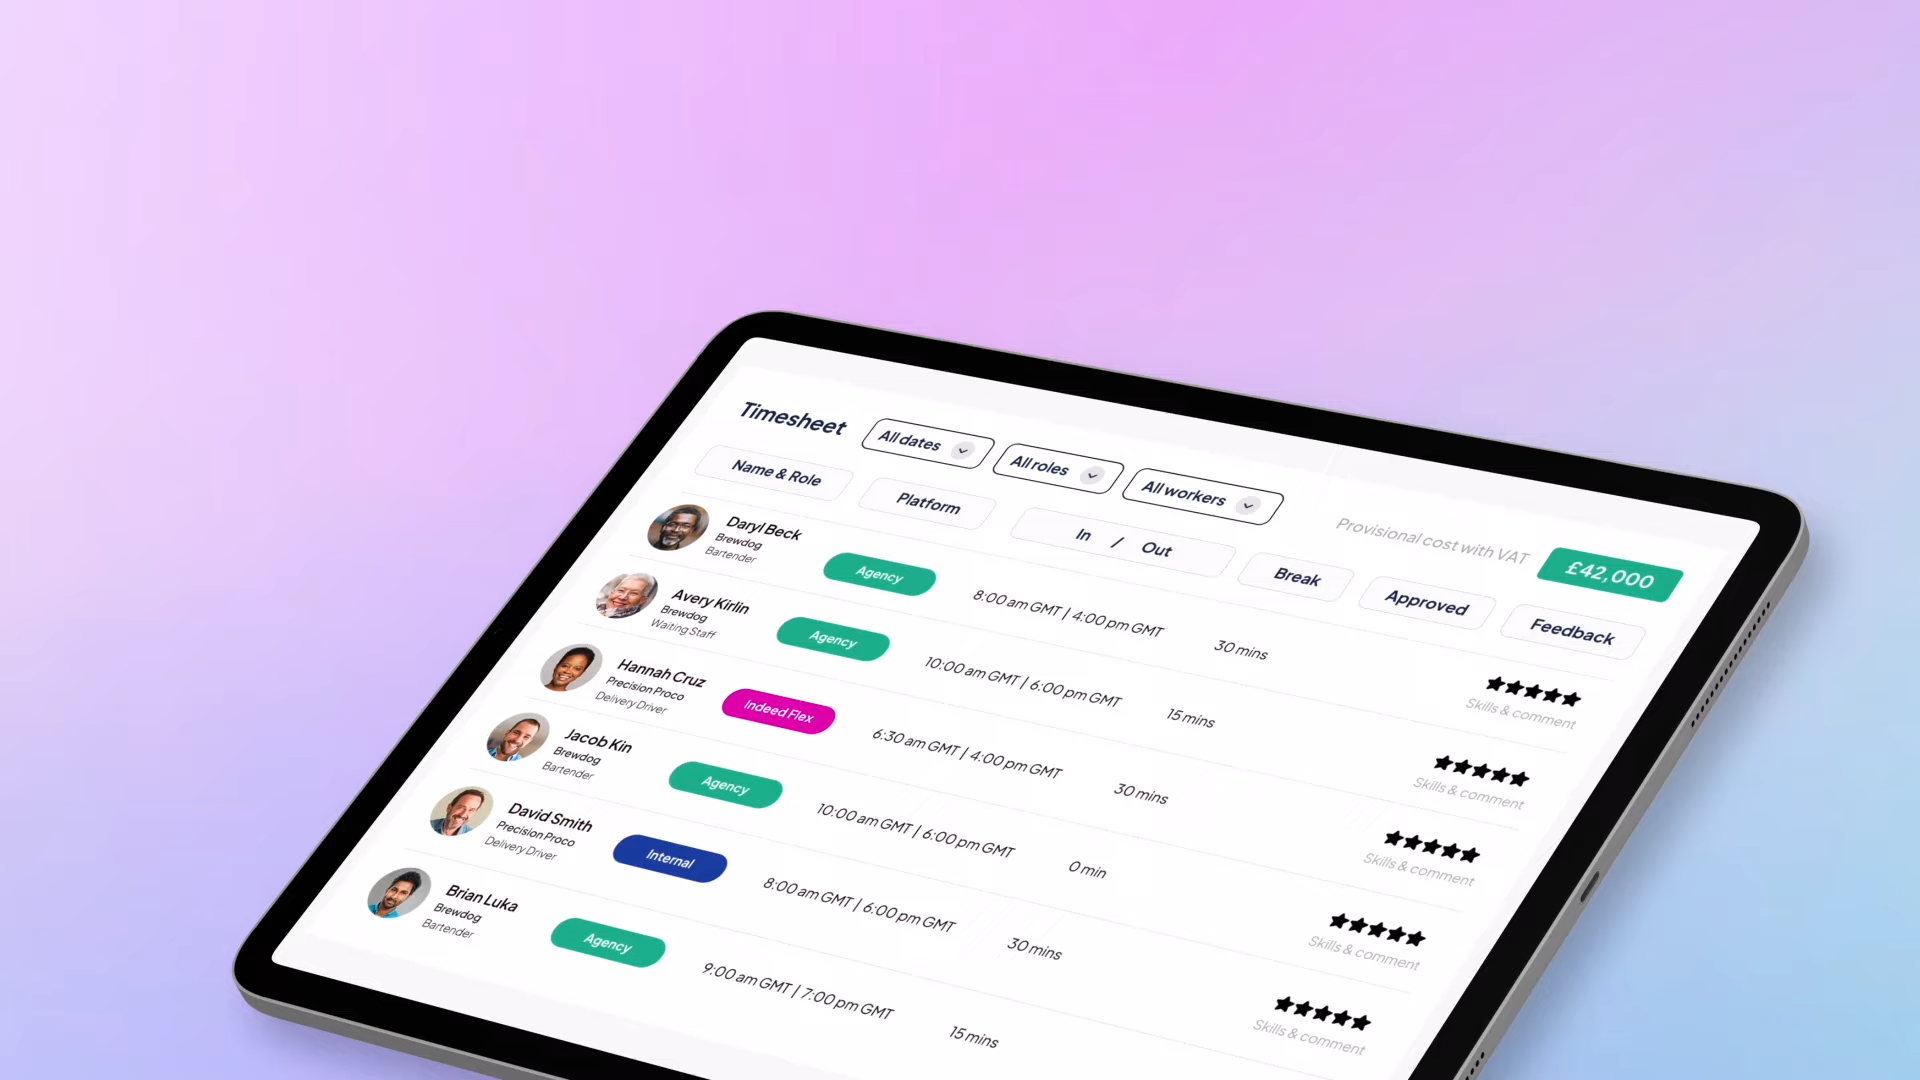 Timesheet
All dates
All roles
All workers
Provisional cost with VAT
£42,000
Name & Role
Platform
In / Out
Break
Approved
Feedback
Daryl Beck
Brewdog
Bartender
Agency
8:00 am GMT | 4:00 pm GMT
30 mins
Skills & comment
Avery Kirlin
Brewdog
Waiting Staff
Agency
10:00 am GMT | 6:00 pm GMT
15 mins
Skills & comment
Hannah Cruz
Precision Proco
Delivery Driver
Indeed Flex
6:30 am GMT | 4:00 pm GMT
30 mins
Skills & comment
Jacob Kin
Brewdog
Bartender
Agency
10:00 am GMT | 6:00 pm GMT
0 min
Skills & comment
David Smith
Precision Proco
Delivery Driver
Internal
8:00 am GMT | 6:00 pm GMT
30 mins
Skills & comment
Brian Luka
Brewdog
Bartender
Agency
9:00 am GMT | 7:00 pm GMT
15 mins